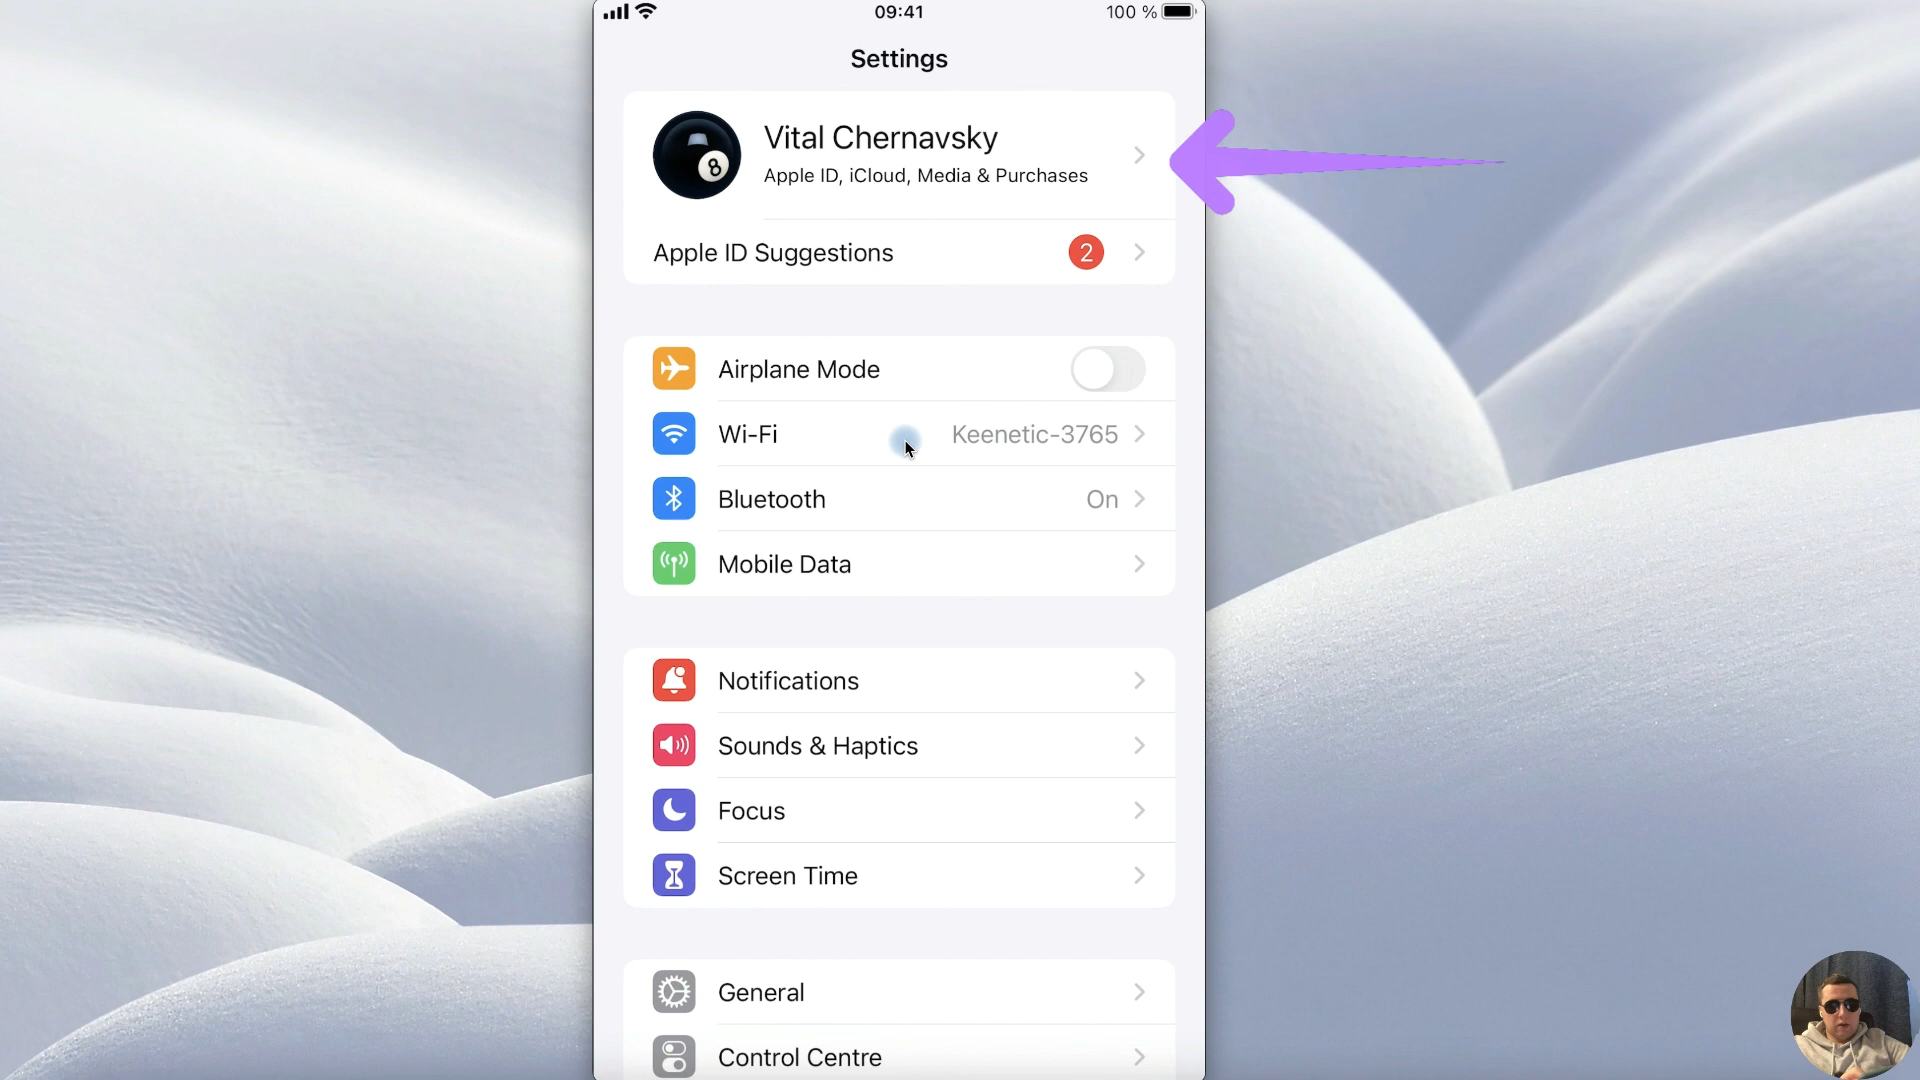 09:41
100 %
Settings
8
Vital Chernavsky
Apple ID, iCloud, Media & Purchases
Apple ID Suggestions
2
Airplane Mode
Wi-Fi
Keenetic-3765
Bluetooth
On
Mobile Data
Notifications
Sounds & Haptics
Focus
Screen Time
General
Control Centre